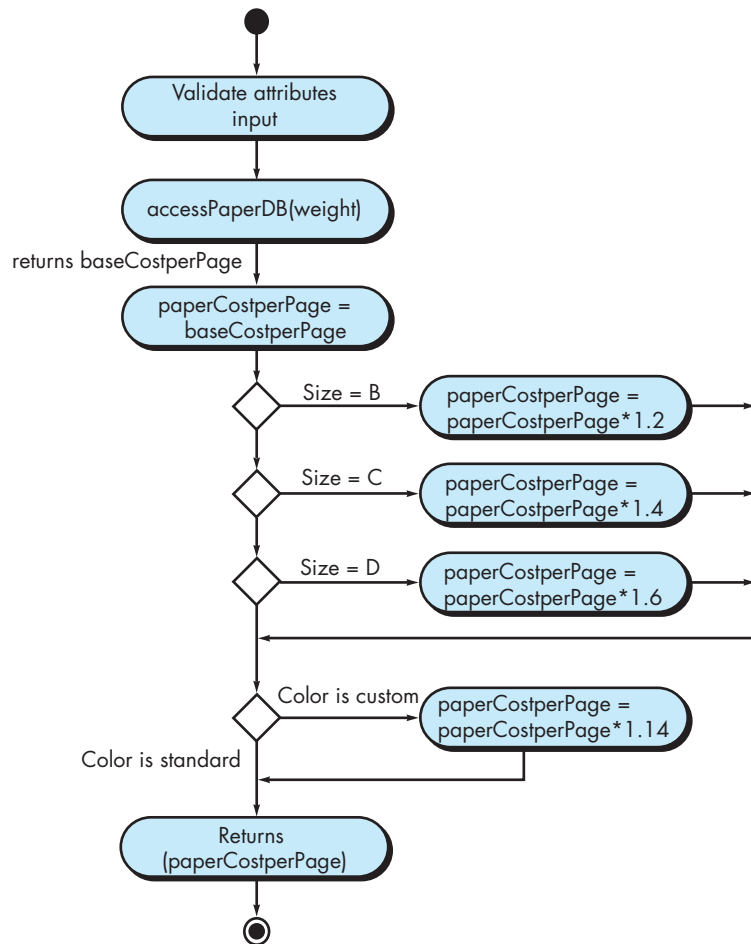 Validate attributes
input
accessPaperDB(weight)
returns baseCostperPage
paperCostperPage =
baseCostperPage
Size = B
paperCostperPage =
paperCostperPage*1.2
Size = C
paperCostperPage =
paperCostperPage*1.4
Size = D
paperCostperPage =
paperCostperPage*1.6
Color is custom
paperCostperPage =
paperCostperPage*1.14
Color is standard
Returns
(paperCostperPage)